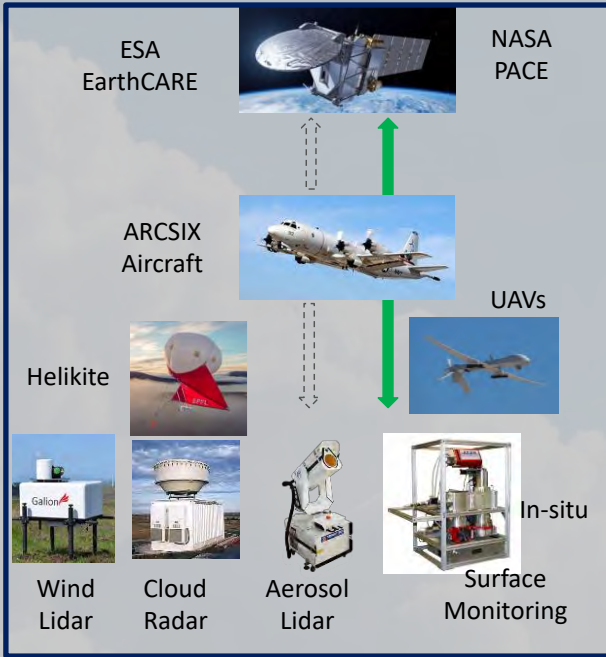 ESA
EarthCARE
NASA
PACE
ARCSIX
Aircraft
UAVs
Helikite
Galion
In-situ
Wind
Lidar
Cloud
Radar
Aerosol
Lidar
Surface
Monitoring